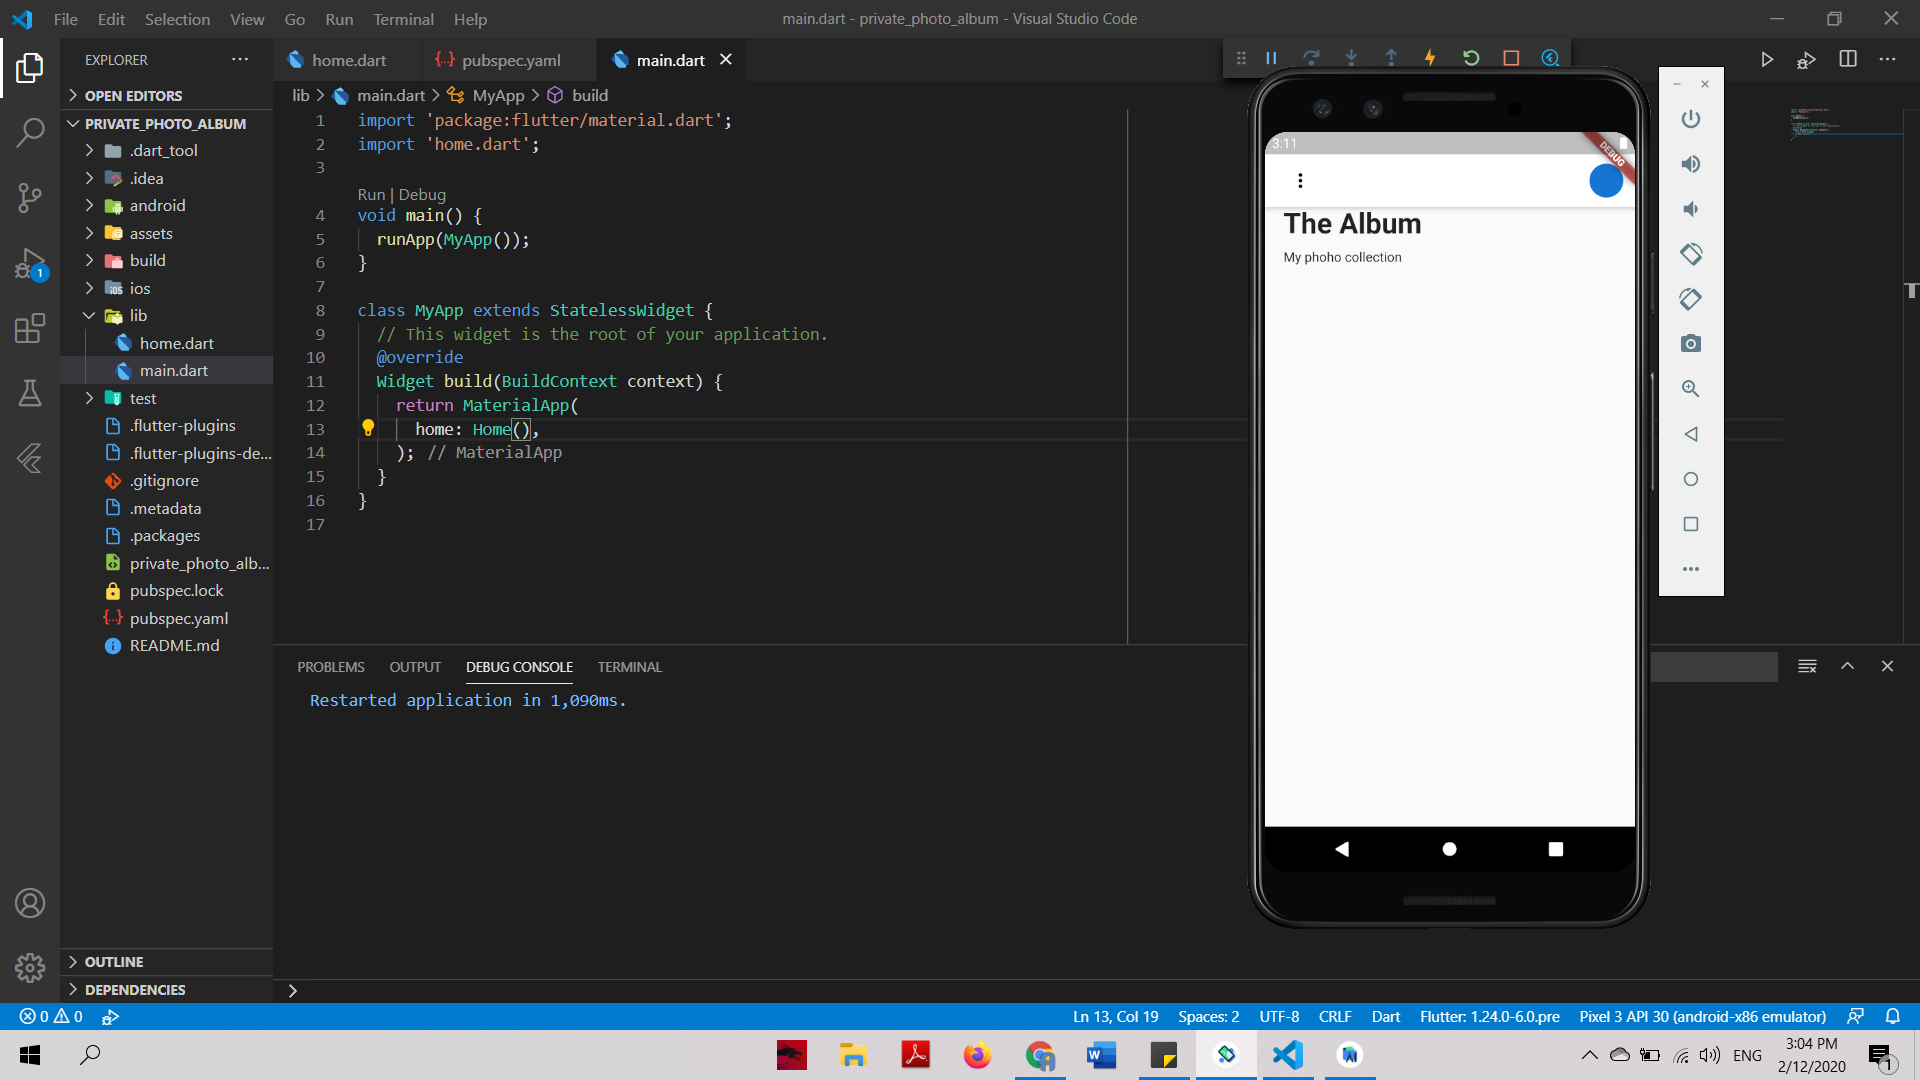 File Edit Selection View Go Run Terminal Help
main.dart - private_photo_album - Visual Studio Code
EXPLORER
home.dart
pubspec.yaml
main.dart
OPEN EDITORS
PRIVATE_PHOTO_ALBUM
.dart_tool
.idea
android
assets
build
ios
lib
home.dart
main.dart
test
.flutter-plugins
.flutter-plugins-de...
.gitignore
.metadata
.packages
private_photo_alb...
pubspec.lock
pubspec.yaml
README.md
OUTLINE
DEPENDENCIES
1
lib > main.dart > MyApp > build
1 import 'package:flutter/material.dart';
2 import 'home.dart';
3
Run | Debug
4 void main() {
5 runApp(MyApp());
6 }
7
8 class MyApp extends StatelessWidget {
9 // This widget is the root of your application.
10 @override
11 Widget build(BuildContext context) {
12 return MaterialApp(
13 home: Home(),
14 ); // MaterialApp
15 }
16 }
17
PROBLEMS OUTPUT DEBUG CONSOLE TERMINAL
Restarted application in 1,090ms.
3:11
DEBUG
The Album
My phoho collection
0 0
Ln 13, Col 19 Spaces: 2 UTF-8 CRLF Dart Flutter: 1.24.0-6.0.pre Pixel 3 API 30 (android-x86 emulator)
ENG
3:04 PM
2/12/2020
1